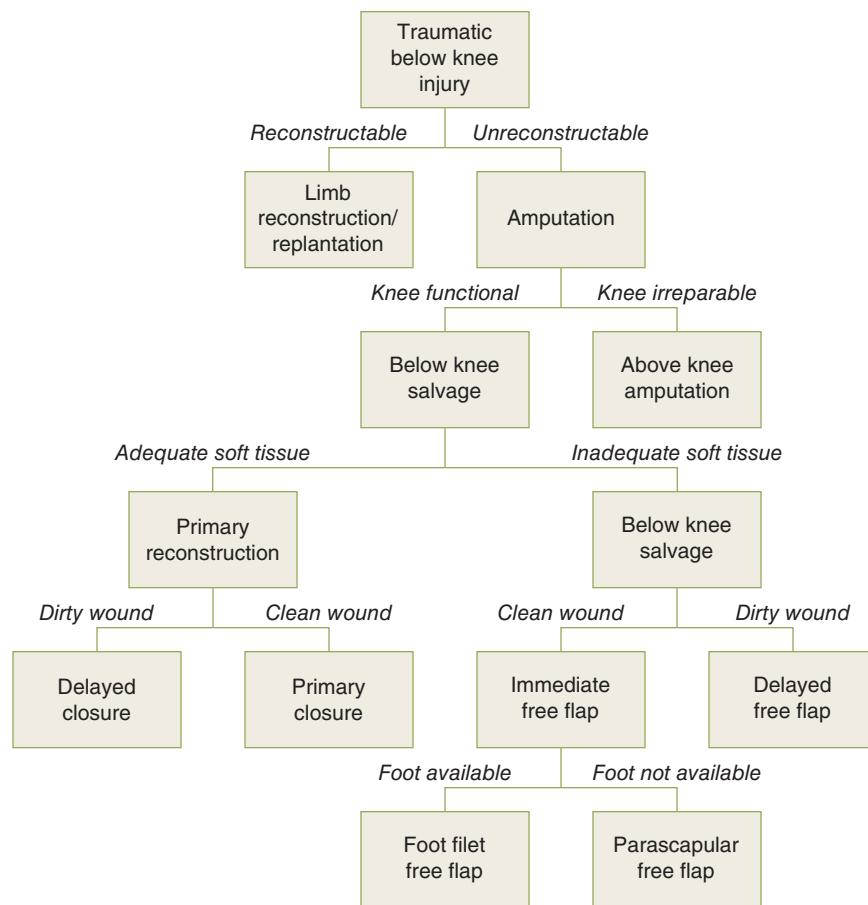 Traumatic
below knee
injury
Reconstructable
Unreconstructable
Limb
reconstruction/
replantation
Amputation
Knee functional
Knee irreparable
Below knee
salvage
Above knee
amputation
Adequate soft tissue
Inadequate soft tissue
Primary
reconstruction
Below knee
salvage
Dirty wound
Clean wound
Clean wound
Dirty wound
Delayed
closure
Primary
closure
Immediate
free flap
Delayed
free flap
Foot available
Foot not available
Foot filet
free flap
Parascapular
free flap